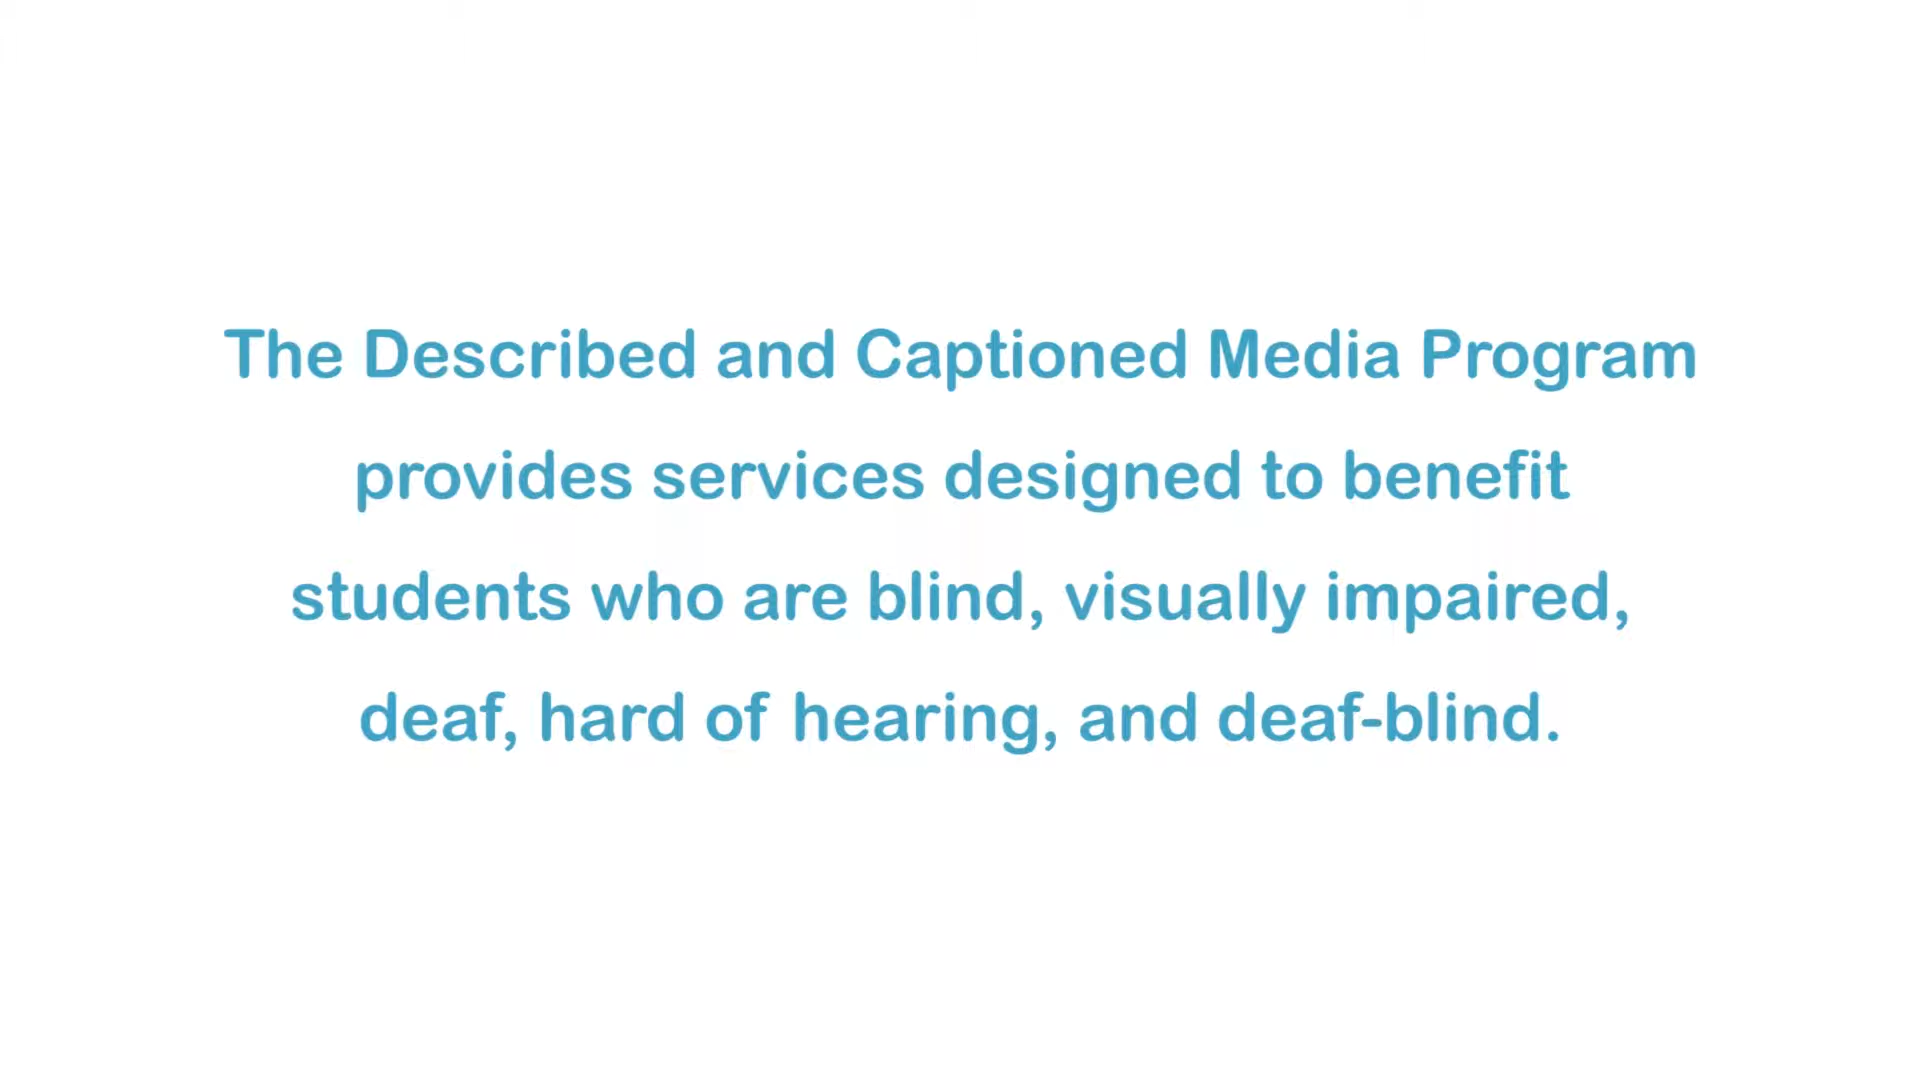 The Described and Captioned Media Program
provides services designed to benefit
students who are blind, visually impaired,
deaf, hard of hearing, and deaf-blind.